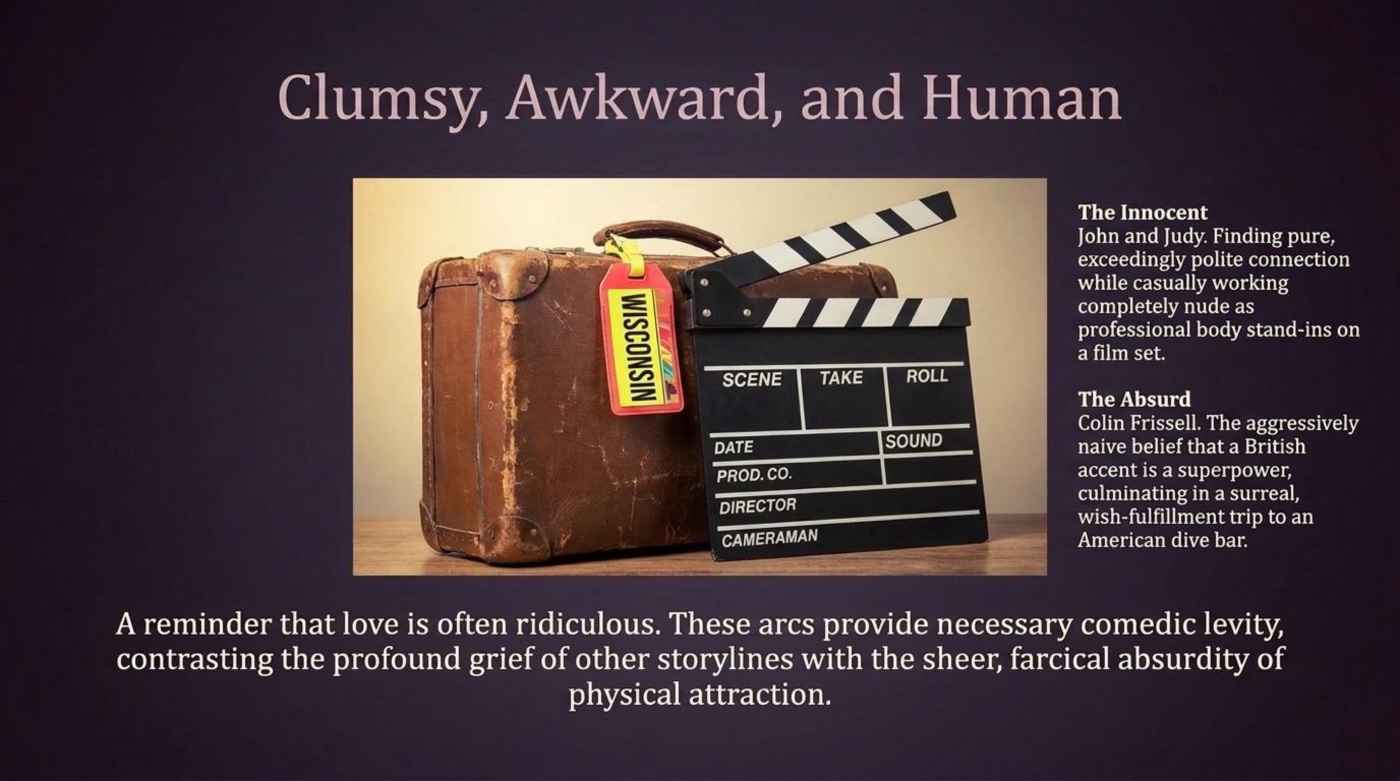 Clumsy, Awkward, and Human
WISCONSIN
SCENE
TAKE
ROLL
DATE
SOUND
PROD. CO.
DIRECTOR
CAMERAMAN
The Innocent
John and Judy. Finding pure,
exceedingly polite connection
while casually working
completely nude as
professional body stand-ins on
a film set.
The Absurd
Colin Frissell. The aggressively
naive belief that a British
accent is a superpower,
culminating in a surreal,
wish-fulfillment trip to an
American dive bar.
A reminder that love is often ridiculous. These arcs provide necessary comedic levity,
contrasting the profound grief of other storylines with the sheer, farcical absurdity of
physical attraction.